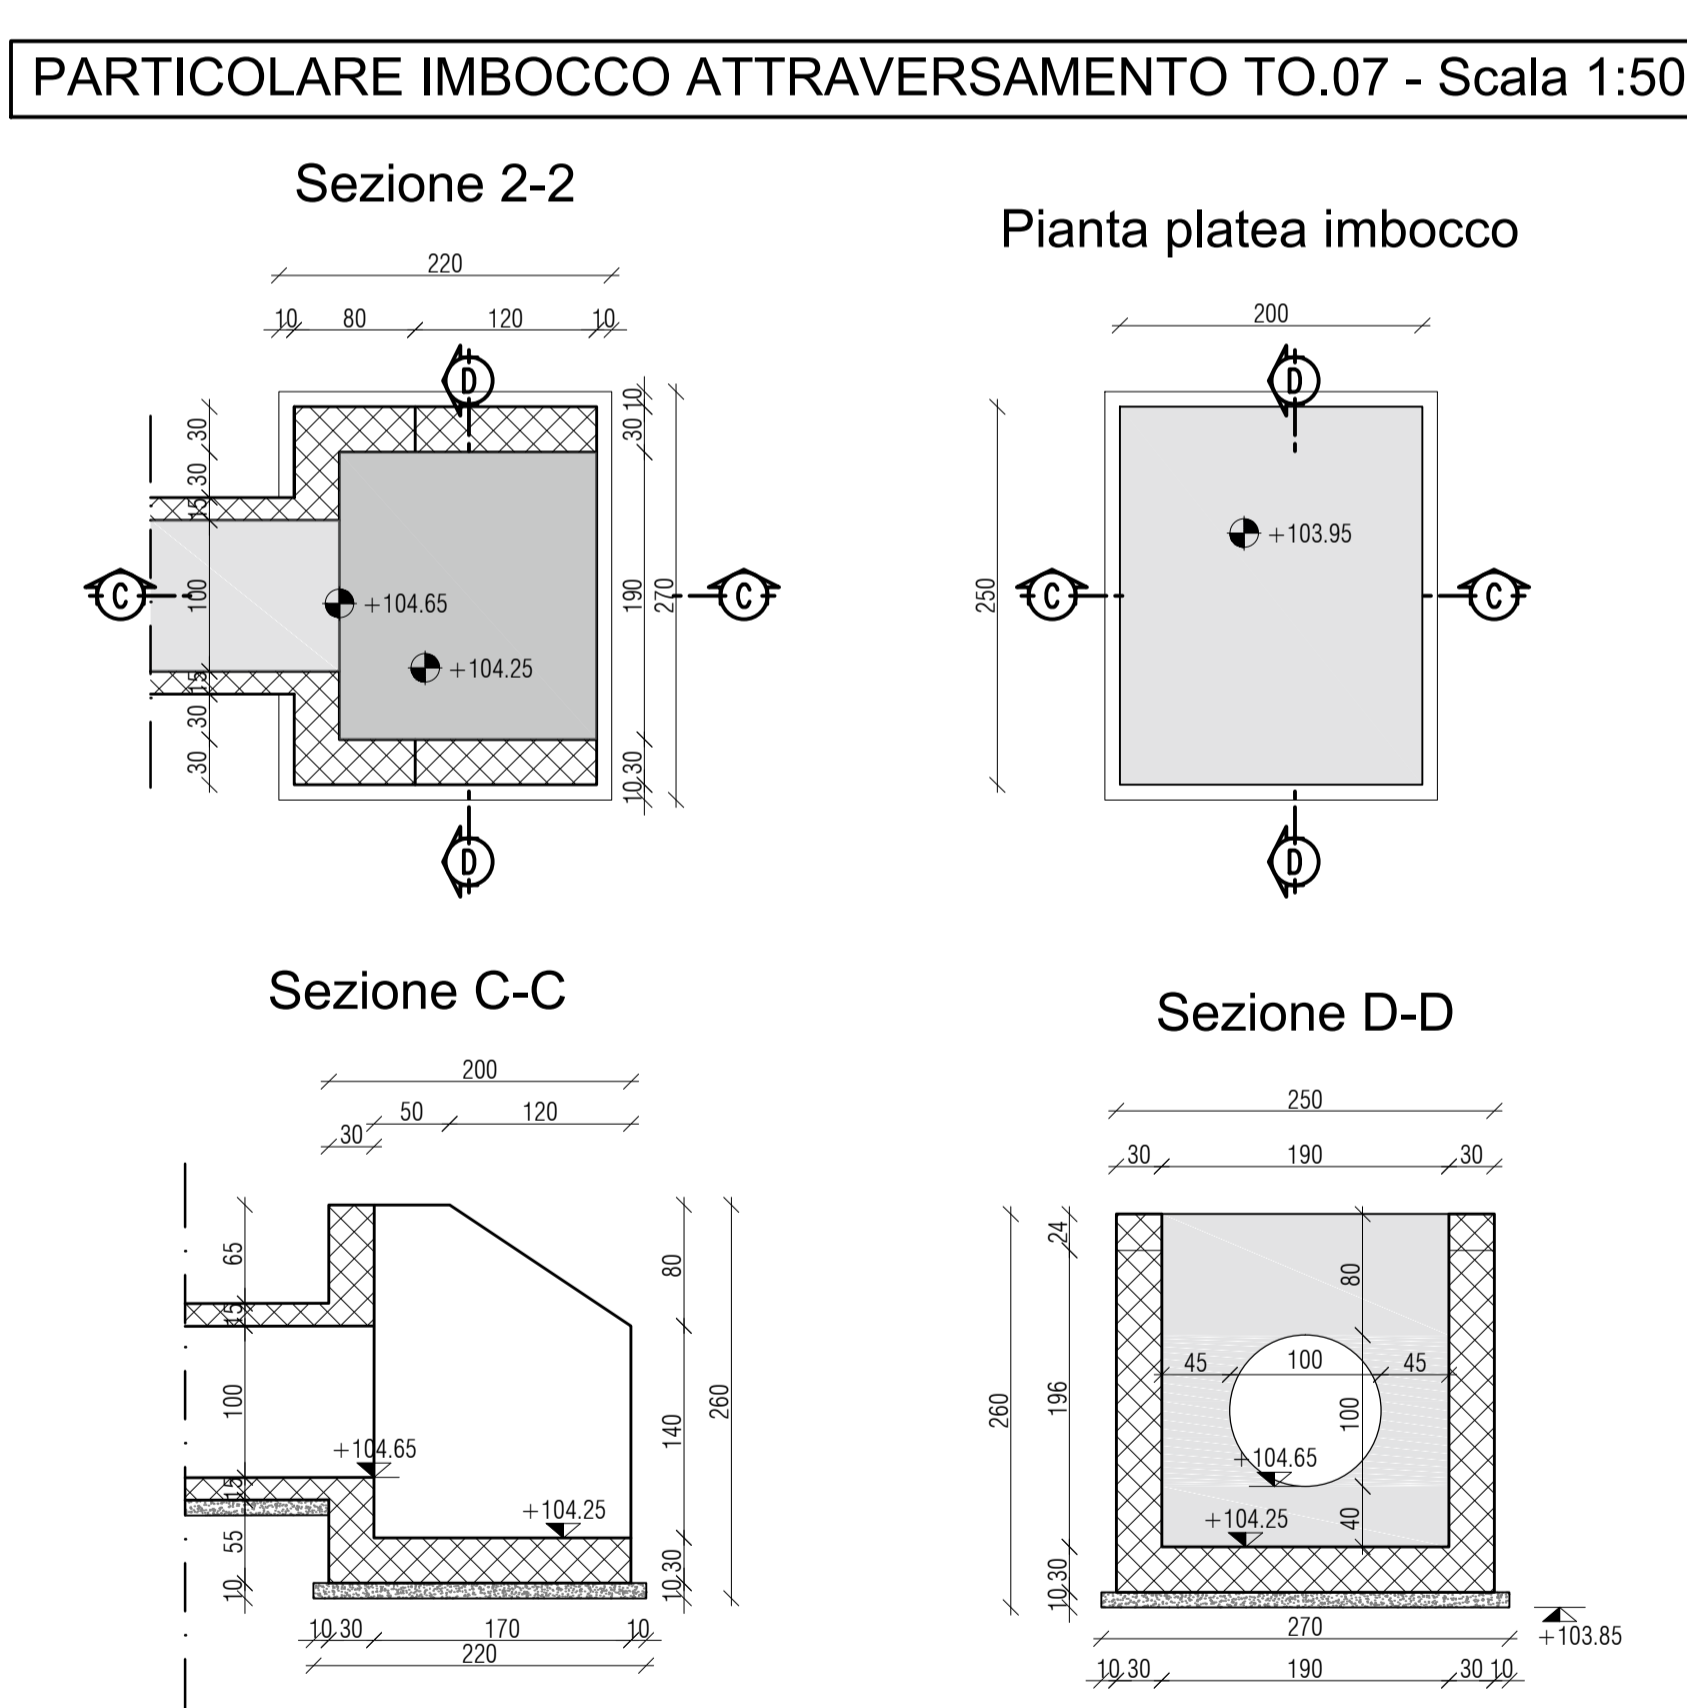 PARTICOLARE IMBOCCO ATTRAVERSAMENTO TO.07 - Scala 1:50
Sezione 2-2
220
10 80 120 10
D
30 30 15 100 15 30 30
10 30 190 30 10
270
C C
+104.65
+104.25
D
Pianta platea imbocco
200
D
250
+103.95
C C
D
Sezione C-C
200
50 120
30
65 15 100 15 55 10
80 140 30 10
260
+104.65
+104.25
10 30 170 10
220
Sezione D-D
250
30 190 30
260
24 196 30 10
80 100 40
45 100 45
+104.65
+104.25
270
+103.85
10 30 190 30 10